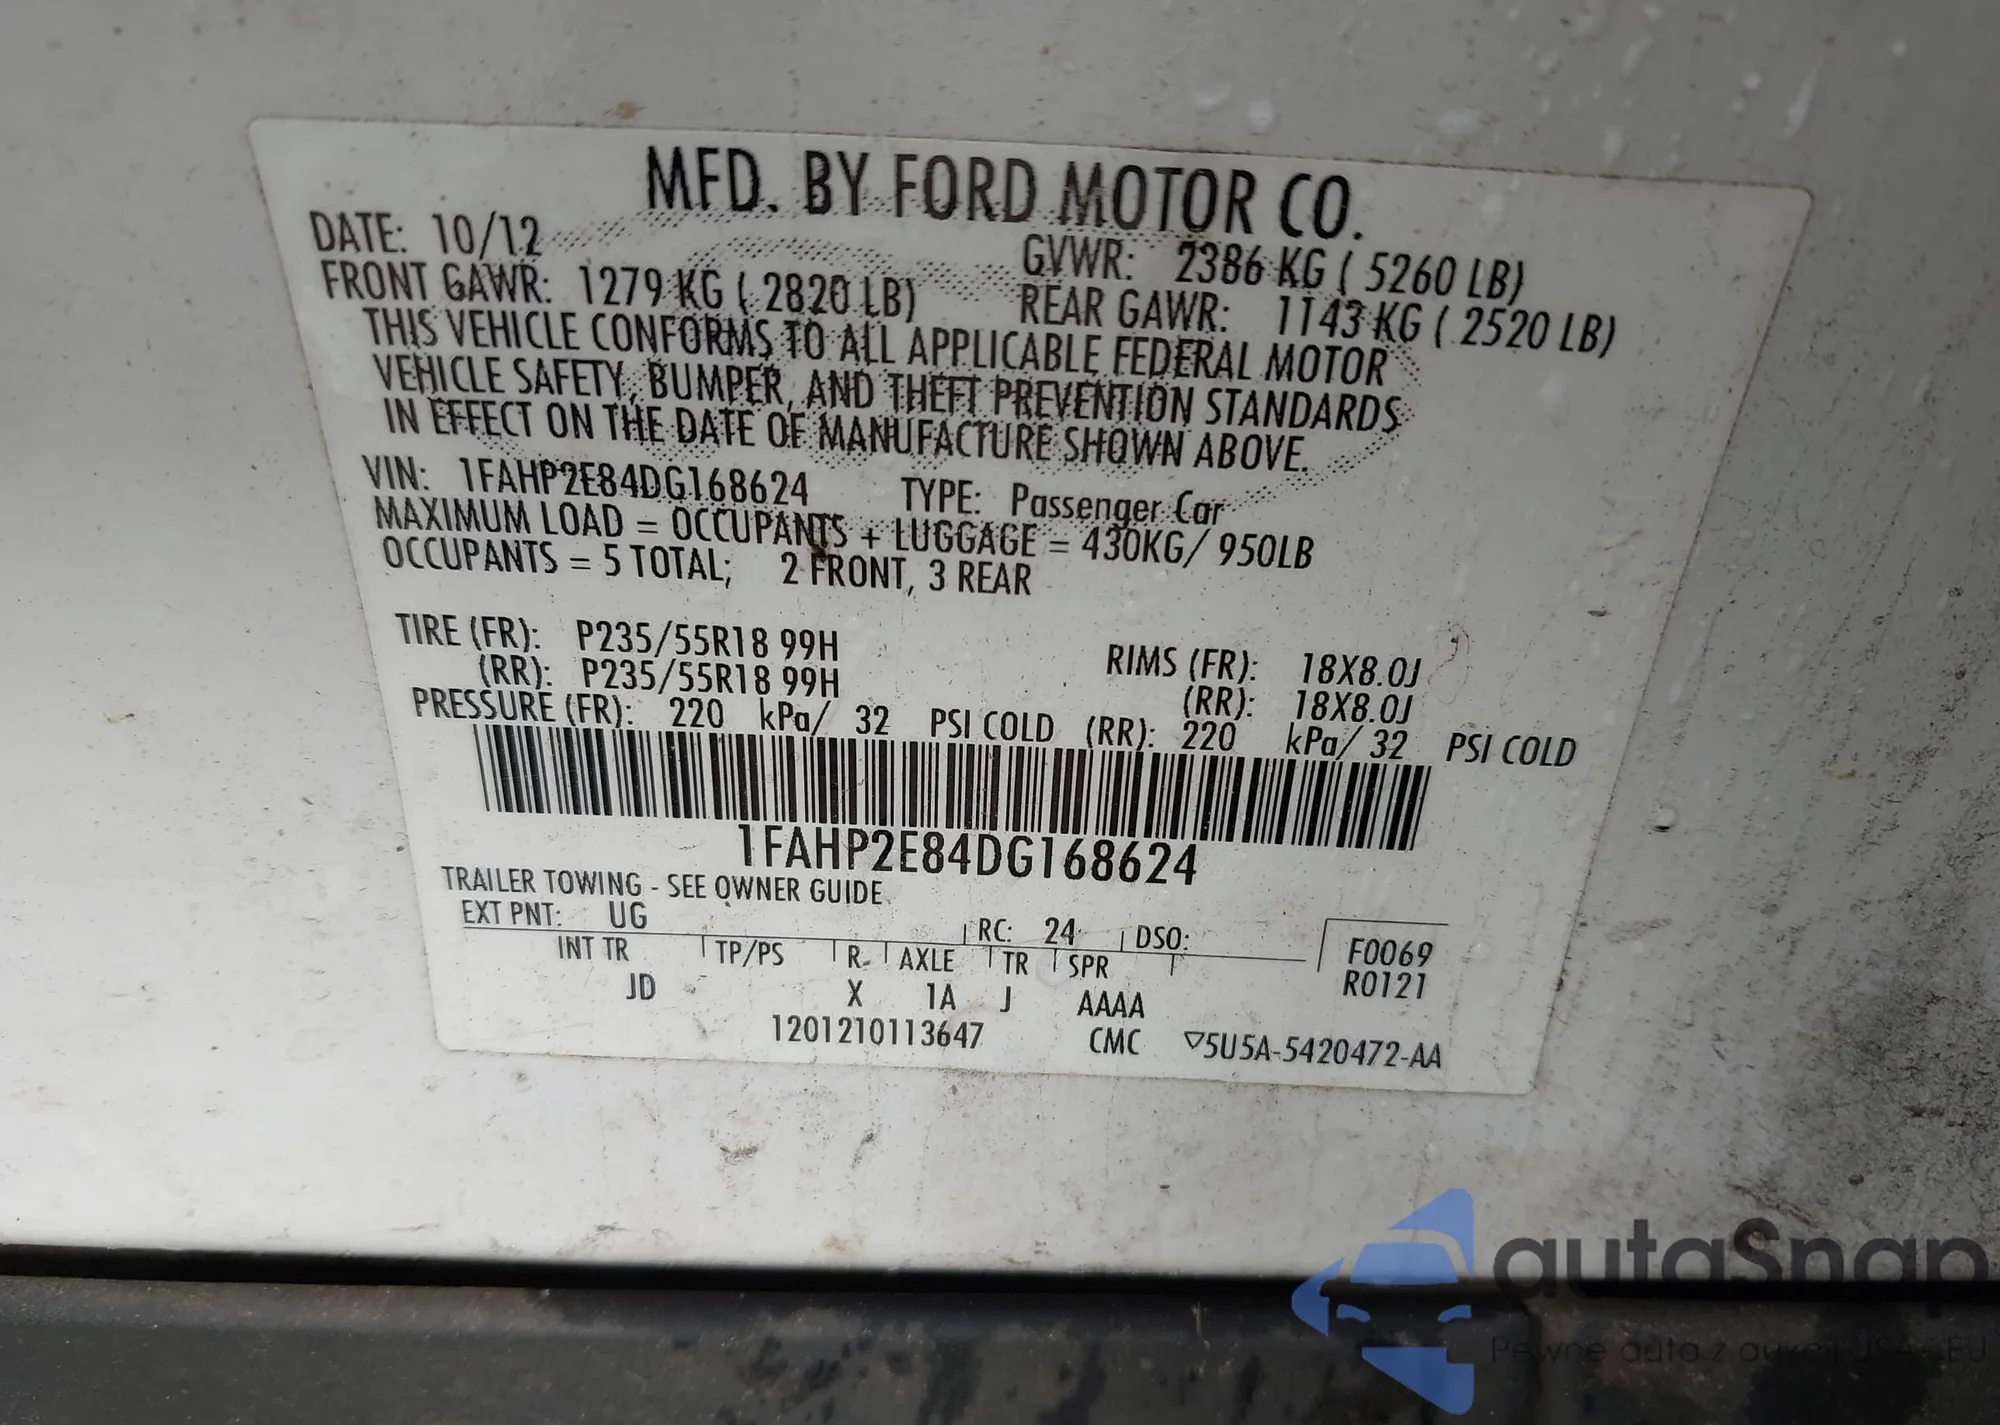 MFD. BY FORD MOTOR CO.
DATE: 10/12 GVWR: 2386 KG ( 5260 LB)
FRONT GAWR: 1279 KG ( 2820 LB) REAR GAWR: 1143 KG ( 2520 LB)
THIS VEHICLE CONFORMS TO ALL APPLICABLE FEDERAL MOTOR
VEHICLE SAFETY, BUMPER, AND THEFT PREVENTION STANDARDS
IN EFFECT ON THE DATE OF MANUFACTURE SHOWN ABOVE.
VIN: 1FAHP2E84DG168624 TYPE: Passenger Car
MAXIMUM LOAD = OCCUPANTS + LUGGAGE = 430KG/ 950LB
OCCUPANTS = 5 TOTAL; 2 FRONT, 3 REAR
TIRE (FR): P235/55R18 99H RIMS (FR): 18X8.0J
(RR): P235/55R18 99H (RR): 18X8.0J
PRESSURE (FR): 220 kPa/ 32 PSI COLD (RR): 220 kPa/ 32 PSI COLD
1FAHP2E84DG168624
TRAILER TOWING - SEE OWNER GUIDE
EXT PNT: UG RC: 24 DSO: F0069
INT TR TP/PS R AXLE TR SPR R0121
JD X 1A J AAAA
1201210113647 CMC ▽5U5A-5420472-AA
autaSnap
Pewne auta z aukcji USA i EU